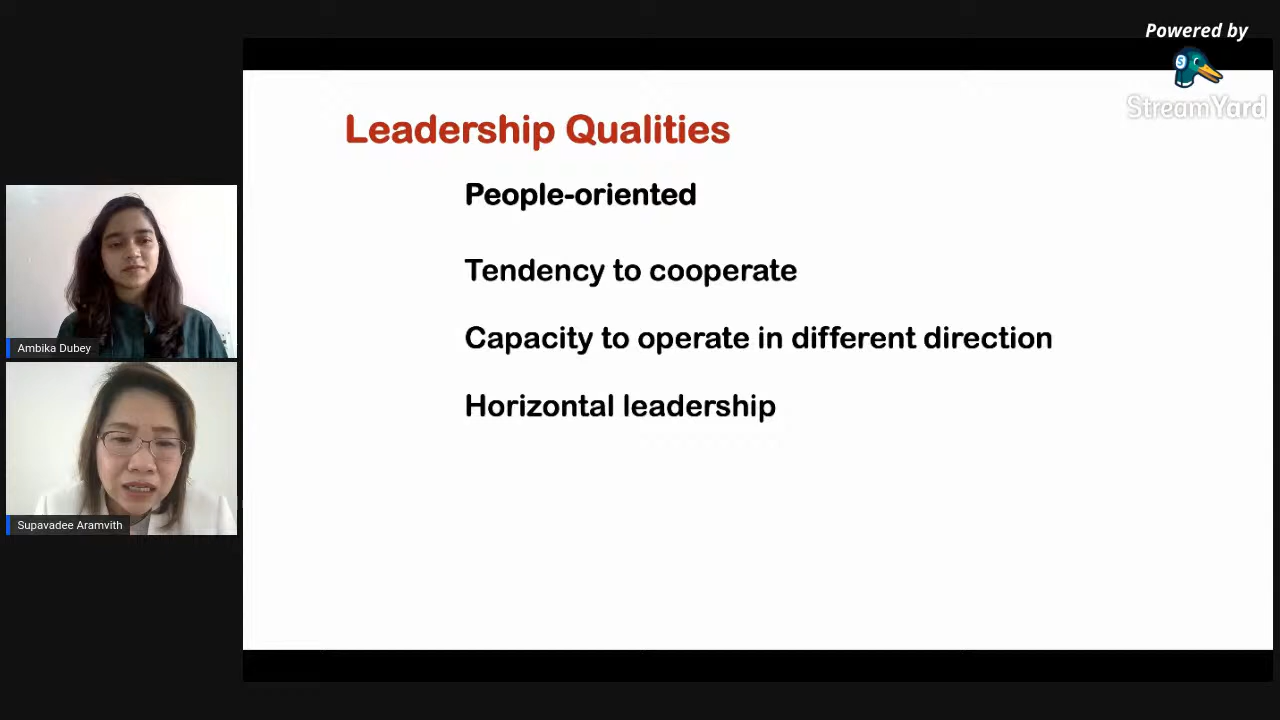 Powered by
S
StreamYard
Leadership Qualities
People-oriented
Tendency to cooperate
Capacity to operate in different direction
Horizontal leadership
Ambika Dubey
Supavadee Aramvith